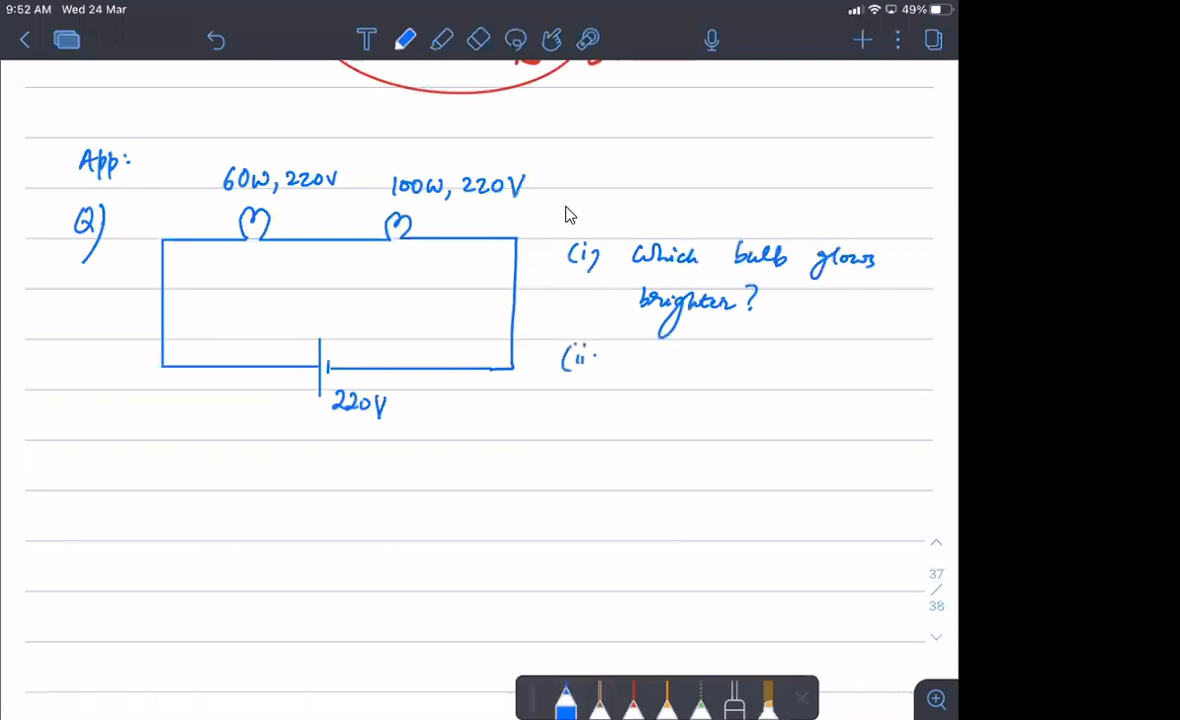 9:52 AM Wed 24 Mar
49%
T
App:
60W, 220V
100W, 220V
Q)
(i) Which bulb glows
brighter?
(ii.
220V
37
/
38